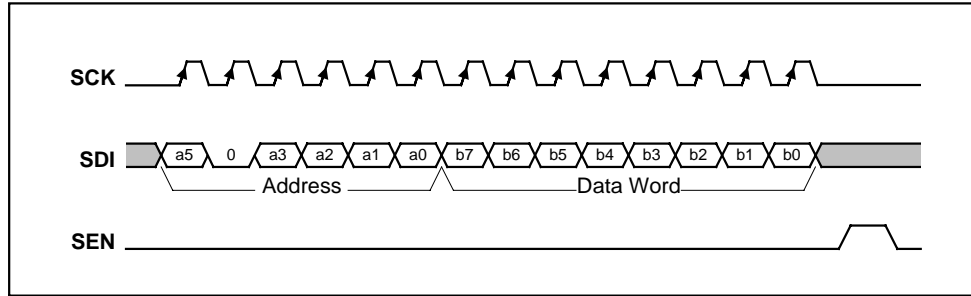 SCK
SDI a5 0 a3 a2 a1 a0 b7 b6 b5 b4 b3 b2 b1 b0
Address Data Word
SEN